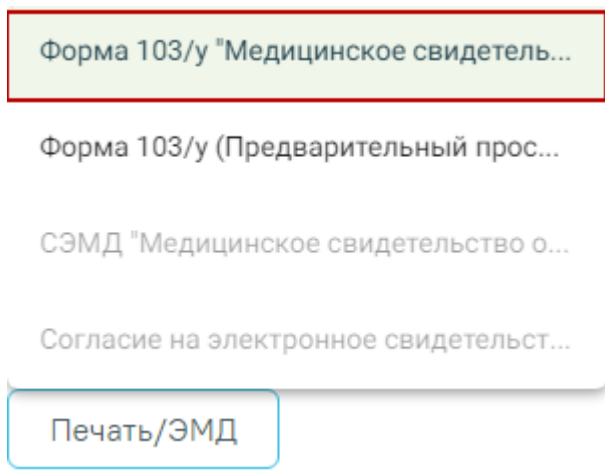 Форма 103/у "Медицинское свидетель...
Форма 103/у (Предварительный прос...
СЭМД "Медицинское свидетельство о...
Согласие на электронное свидетельст...
Печать/ЭМД